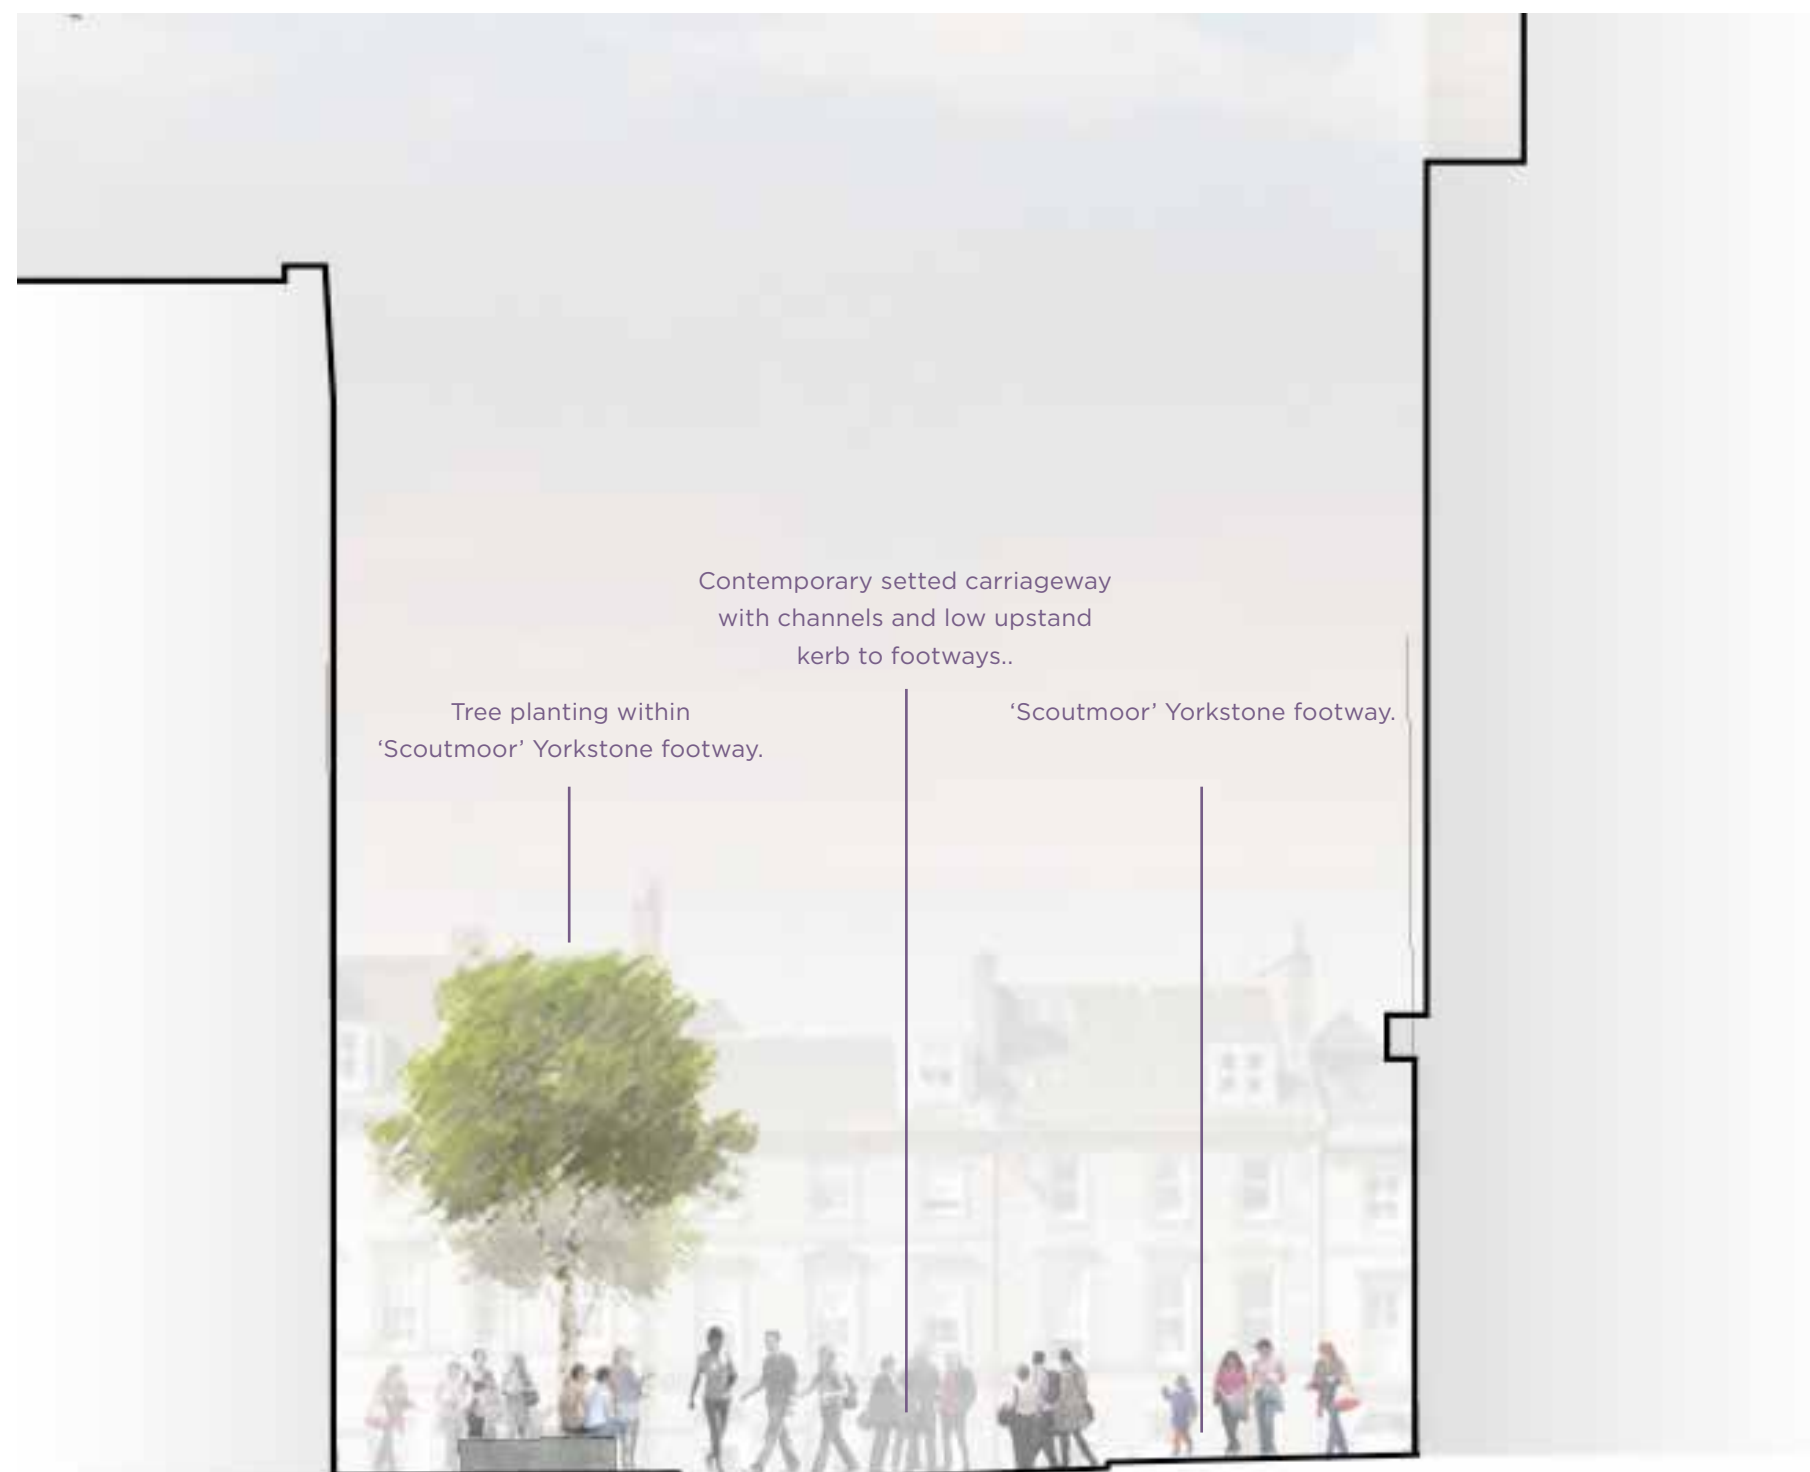 Contemporary setted carriageway
with channels and low upstand
kerb to footways..
Tree planting within
‘Scoutmoor’ Yorkstone footway.
‘Scoutmoor’ Yorkstone footway.